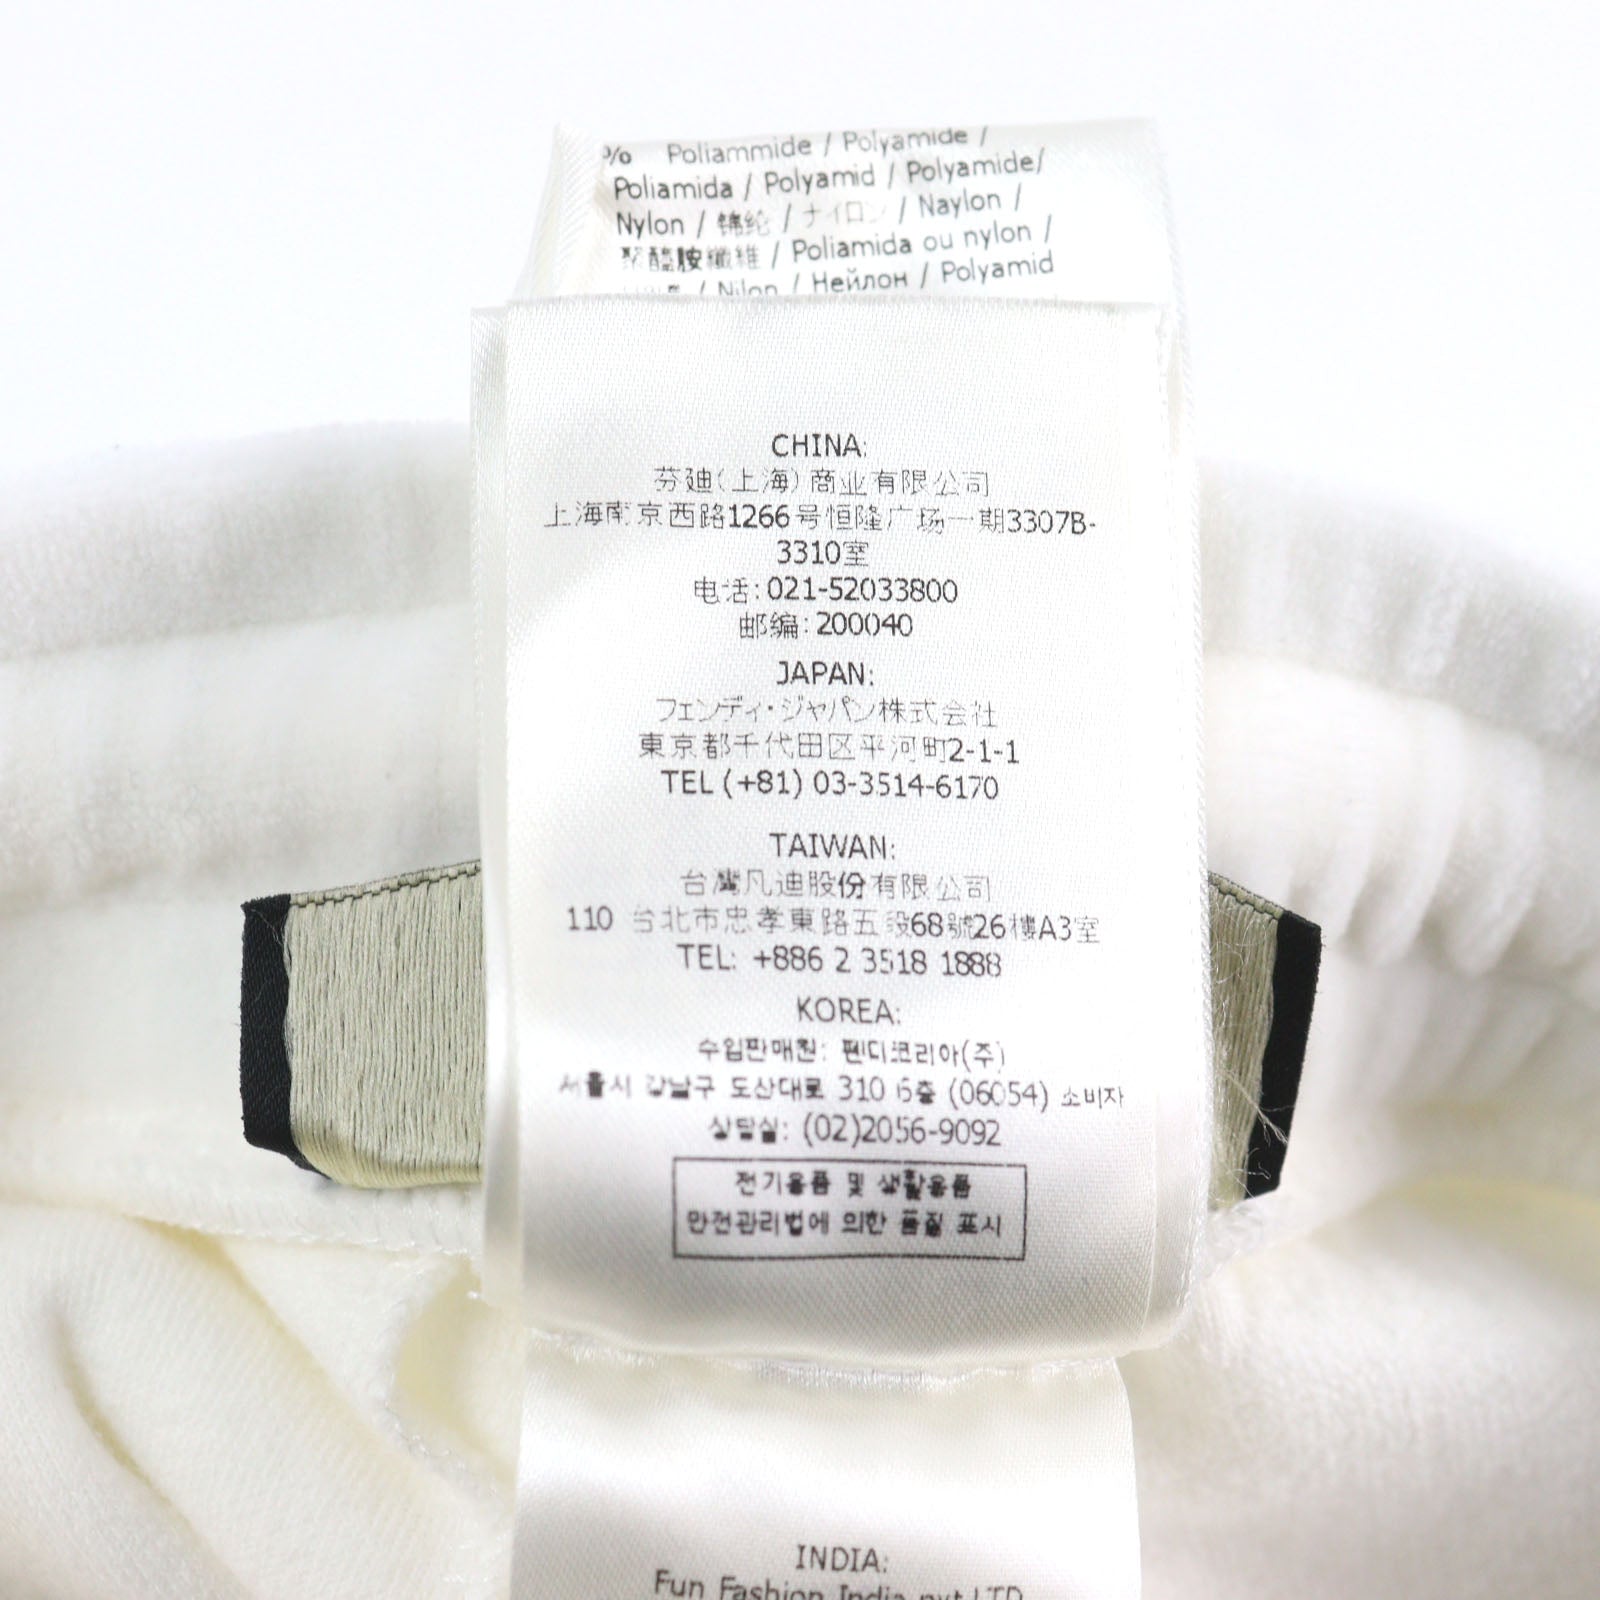 % Poliammide / Polyamide /
Poliamida / Polyamid / Polyamide/
Nylon / 锦纶 / ナイロン / Naylon /
聚醯胺纖維 / Poliamida ou nylon /
/ Nilon / Нейлон / Polyamid
CHINA:
芬迪(上海)商业有限公司
上海南京西路1266号恒隆广场一期3307B-
3310室
电话: 021-52033800
邮编: 200040
JAPAN:
フェンディ・ジャパン株式会社
東京都千代田区平河町2-1-1
TEL (+81) 03-3514-6170
TAIWAN:
台灣凡迪股份有限公司
110 台北市忠孝東路五段68號26樓A3室
TEL: +886 2 3518 1888
KOREA:
수입판매원: 펜디코리아(주)
서울시 강남구 도산대로 310 6층 (06054) 소비자
상담실: (02)2056-9092
전기용품 및 생활용품
안전관리법에 의한 품질 표시
INDIA:
Fun Fashion India pvt LTD